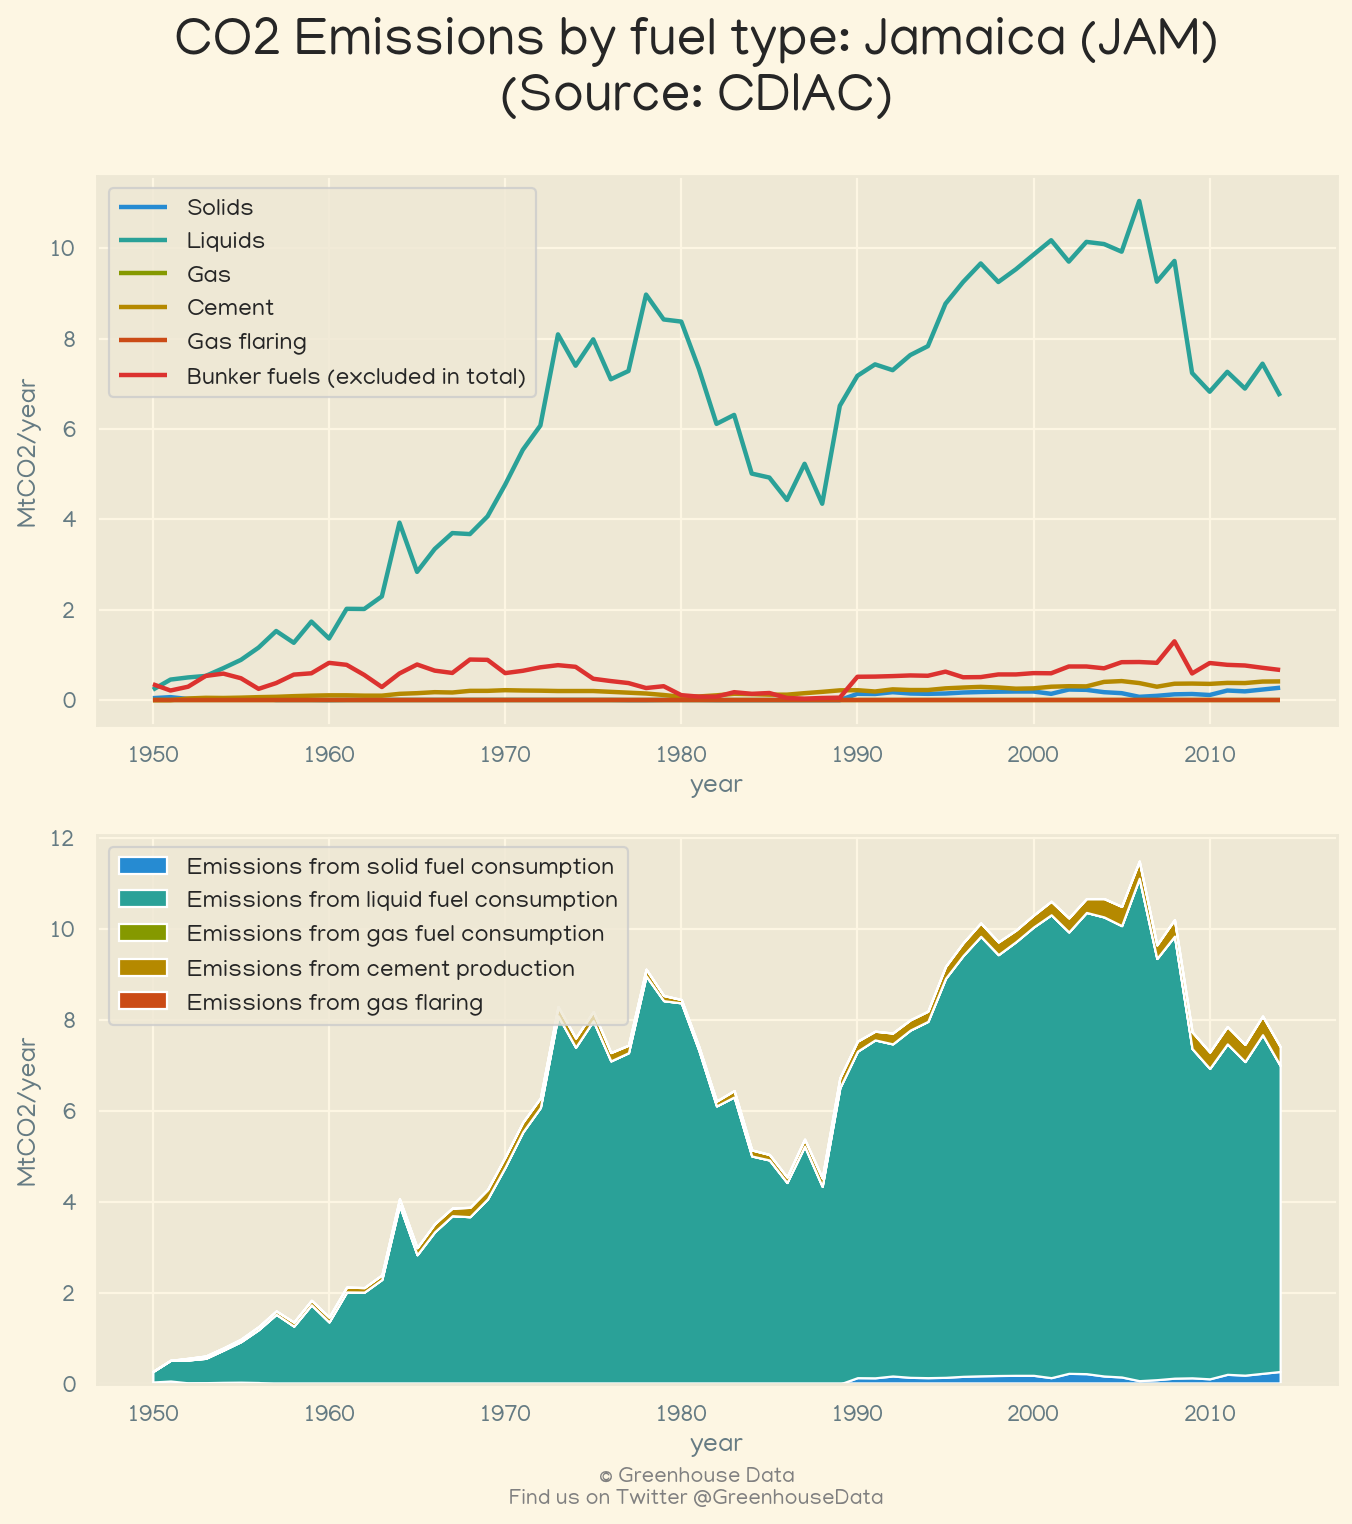 CO2 Emissions by fuel type: Jamaica (JAM)
(Source: CDIAC)
Solids
Liquids
Gas
Cement
Gas flaring
Bunker fuels (excluded in total)
10
8
6
4
2
0
MtCO2/year
1950 1960 1970 1980 1990 2000 2010
year
Emissions from solid fuel consumption
Emissions from liquid fuel consumption
Emissions from gas fuel consumption
Emissions from cement production
Emissions from gas flaring
12
10
8
6
4
2
0
MtCO2/year
1950 1960 1970 1980 1990 2000 2010
year
© Greenhouse Data
Find us on Twitter @GreenhouseData